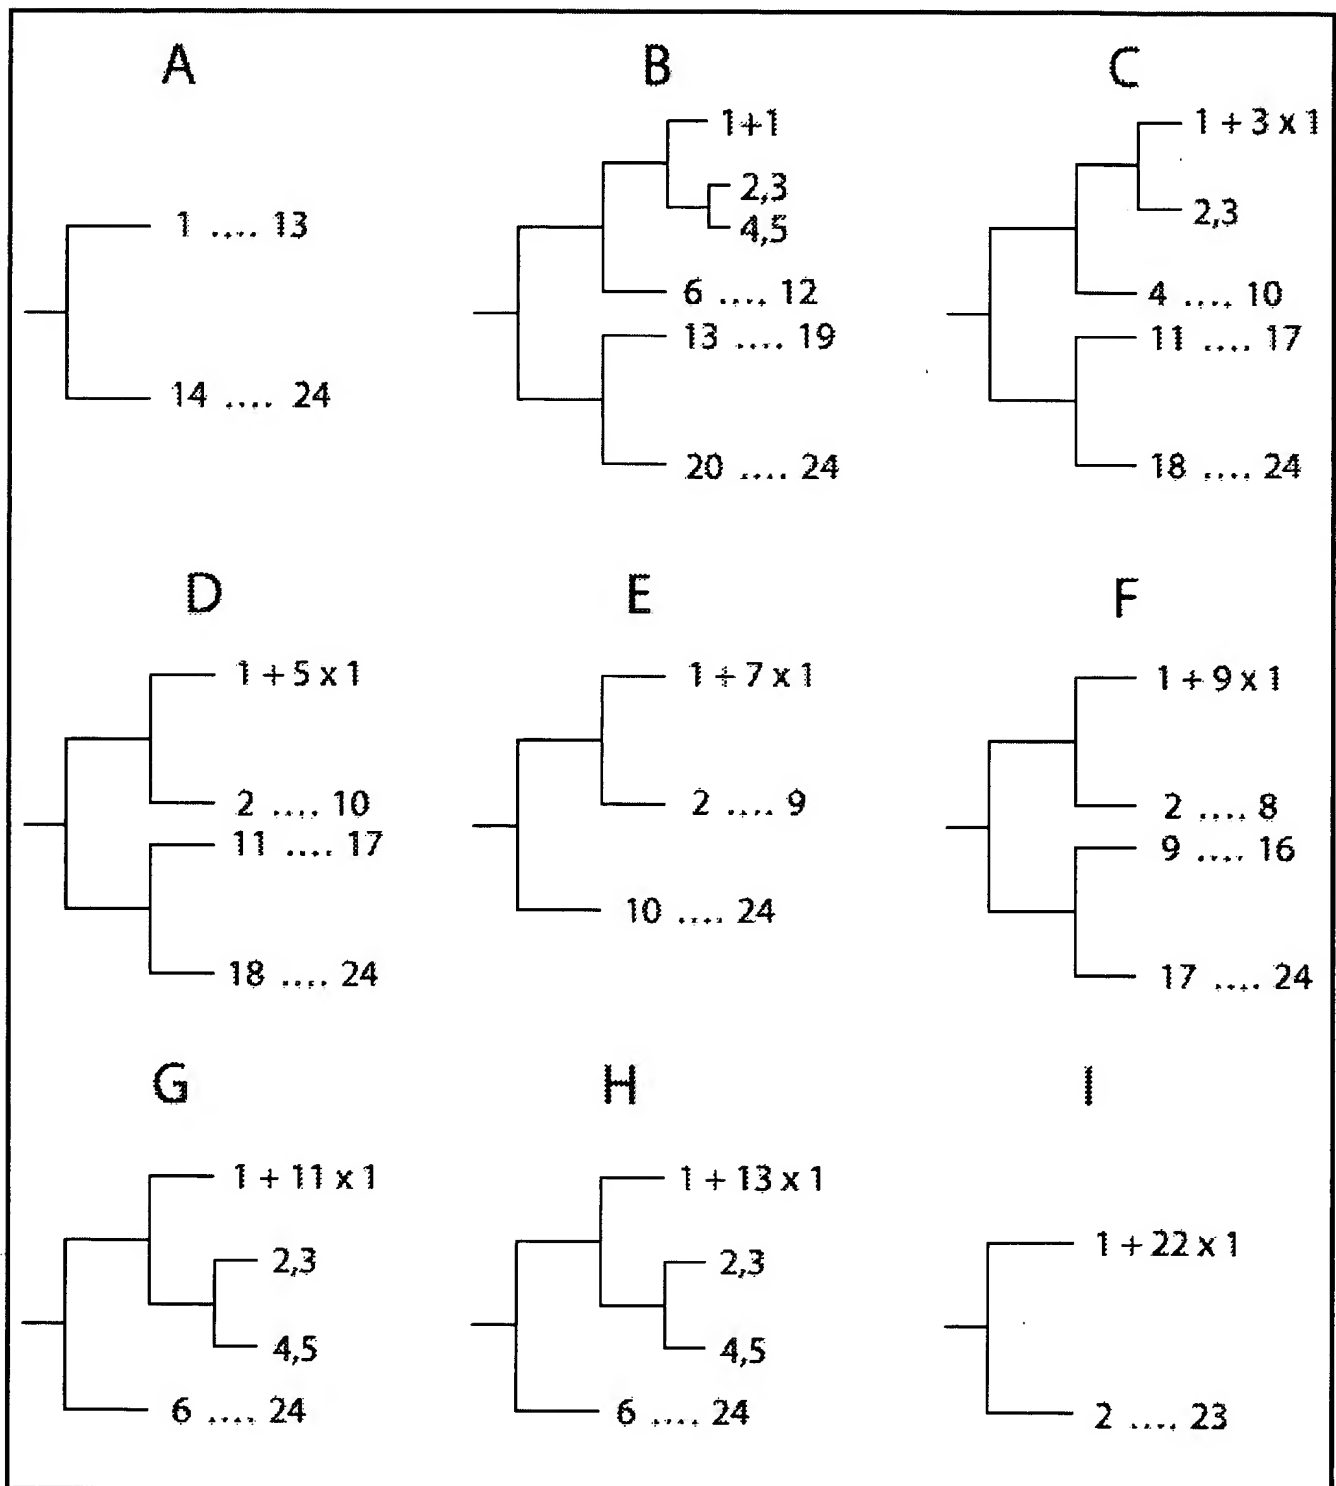 A
1 .... 13
14 .... 24
B
1+1
2,3
4,5
6 .... 12
13 .... 19
20 .... 24
C
1 + 3 x 1
2,3
4 .... 10
11 .... 17
18 .... 24
D
1 + 5 x 1
2 .... 10
11 .... 17
18 .... 24
E
1 + 7 x 1
2 .... 9
10 .... 24
F
1 + 9 x 1
2 .... 8
9 .... 16
17 .... 24
G
1 + 11 x 1
2,3
4,5
6 .... 24
H
1 + 13 x 1
2,3
4,5
6 .... 24
I
1 + 22 x 1
2 .... 23